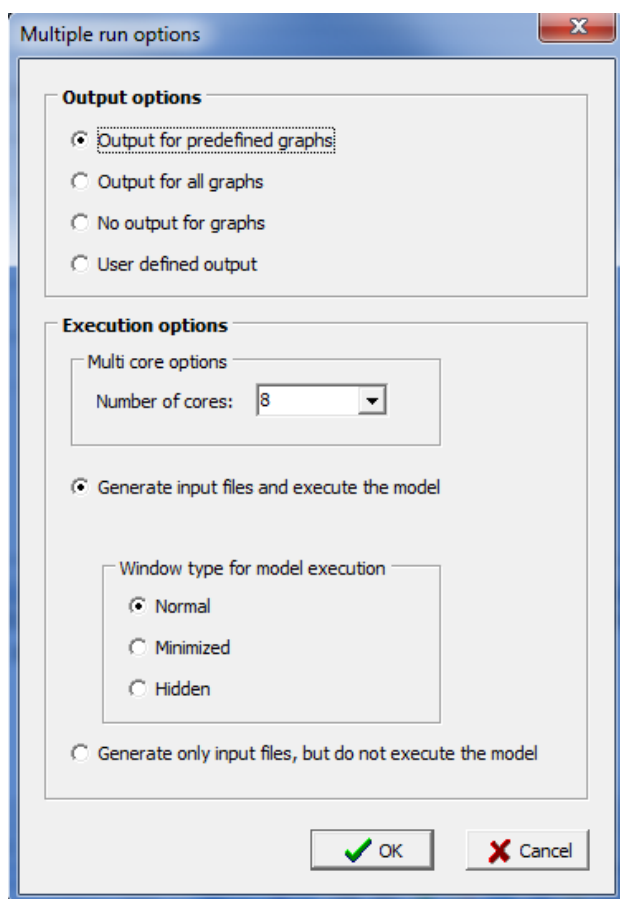 Multiple run options
Output options
Output for predefined graphs
Output for all graphs
No output for graphs
User defined output
Execution options
Multi core options
Number of cores: 8
Generate input files and execute the model
Window type for model execution
Normal
Minimized
Hidden
Generate only input files, but do not execute the model
OK Cancel